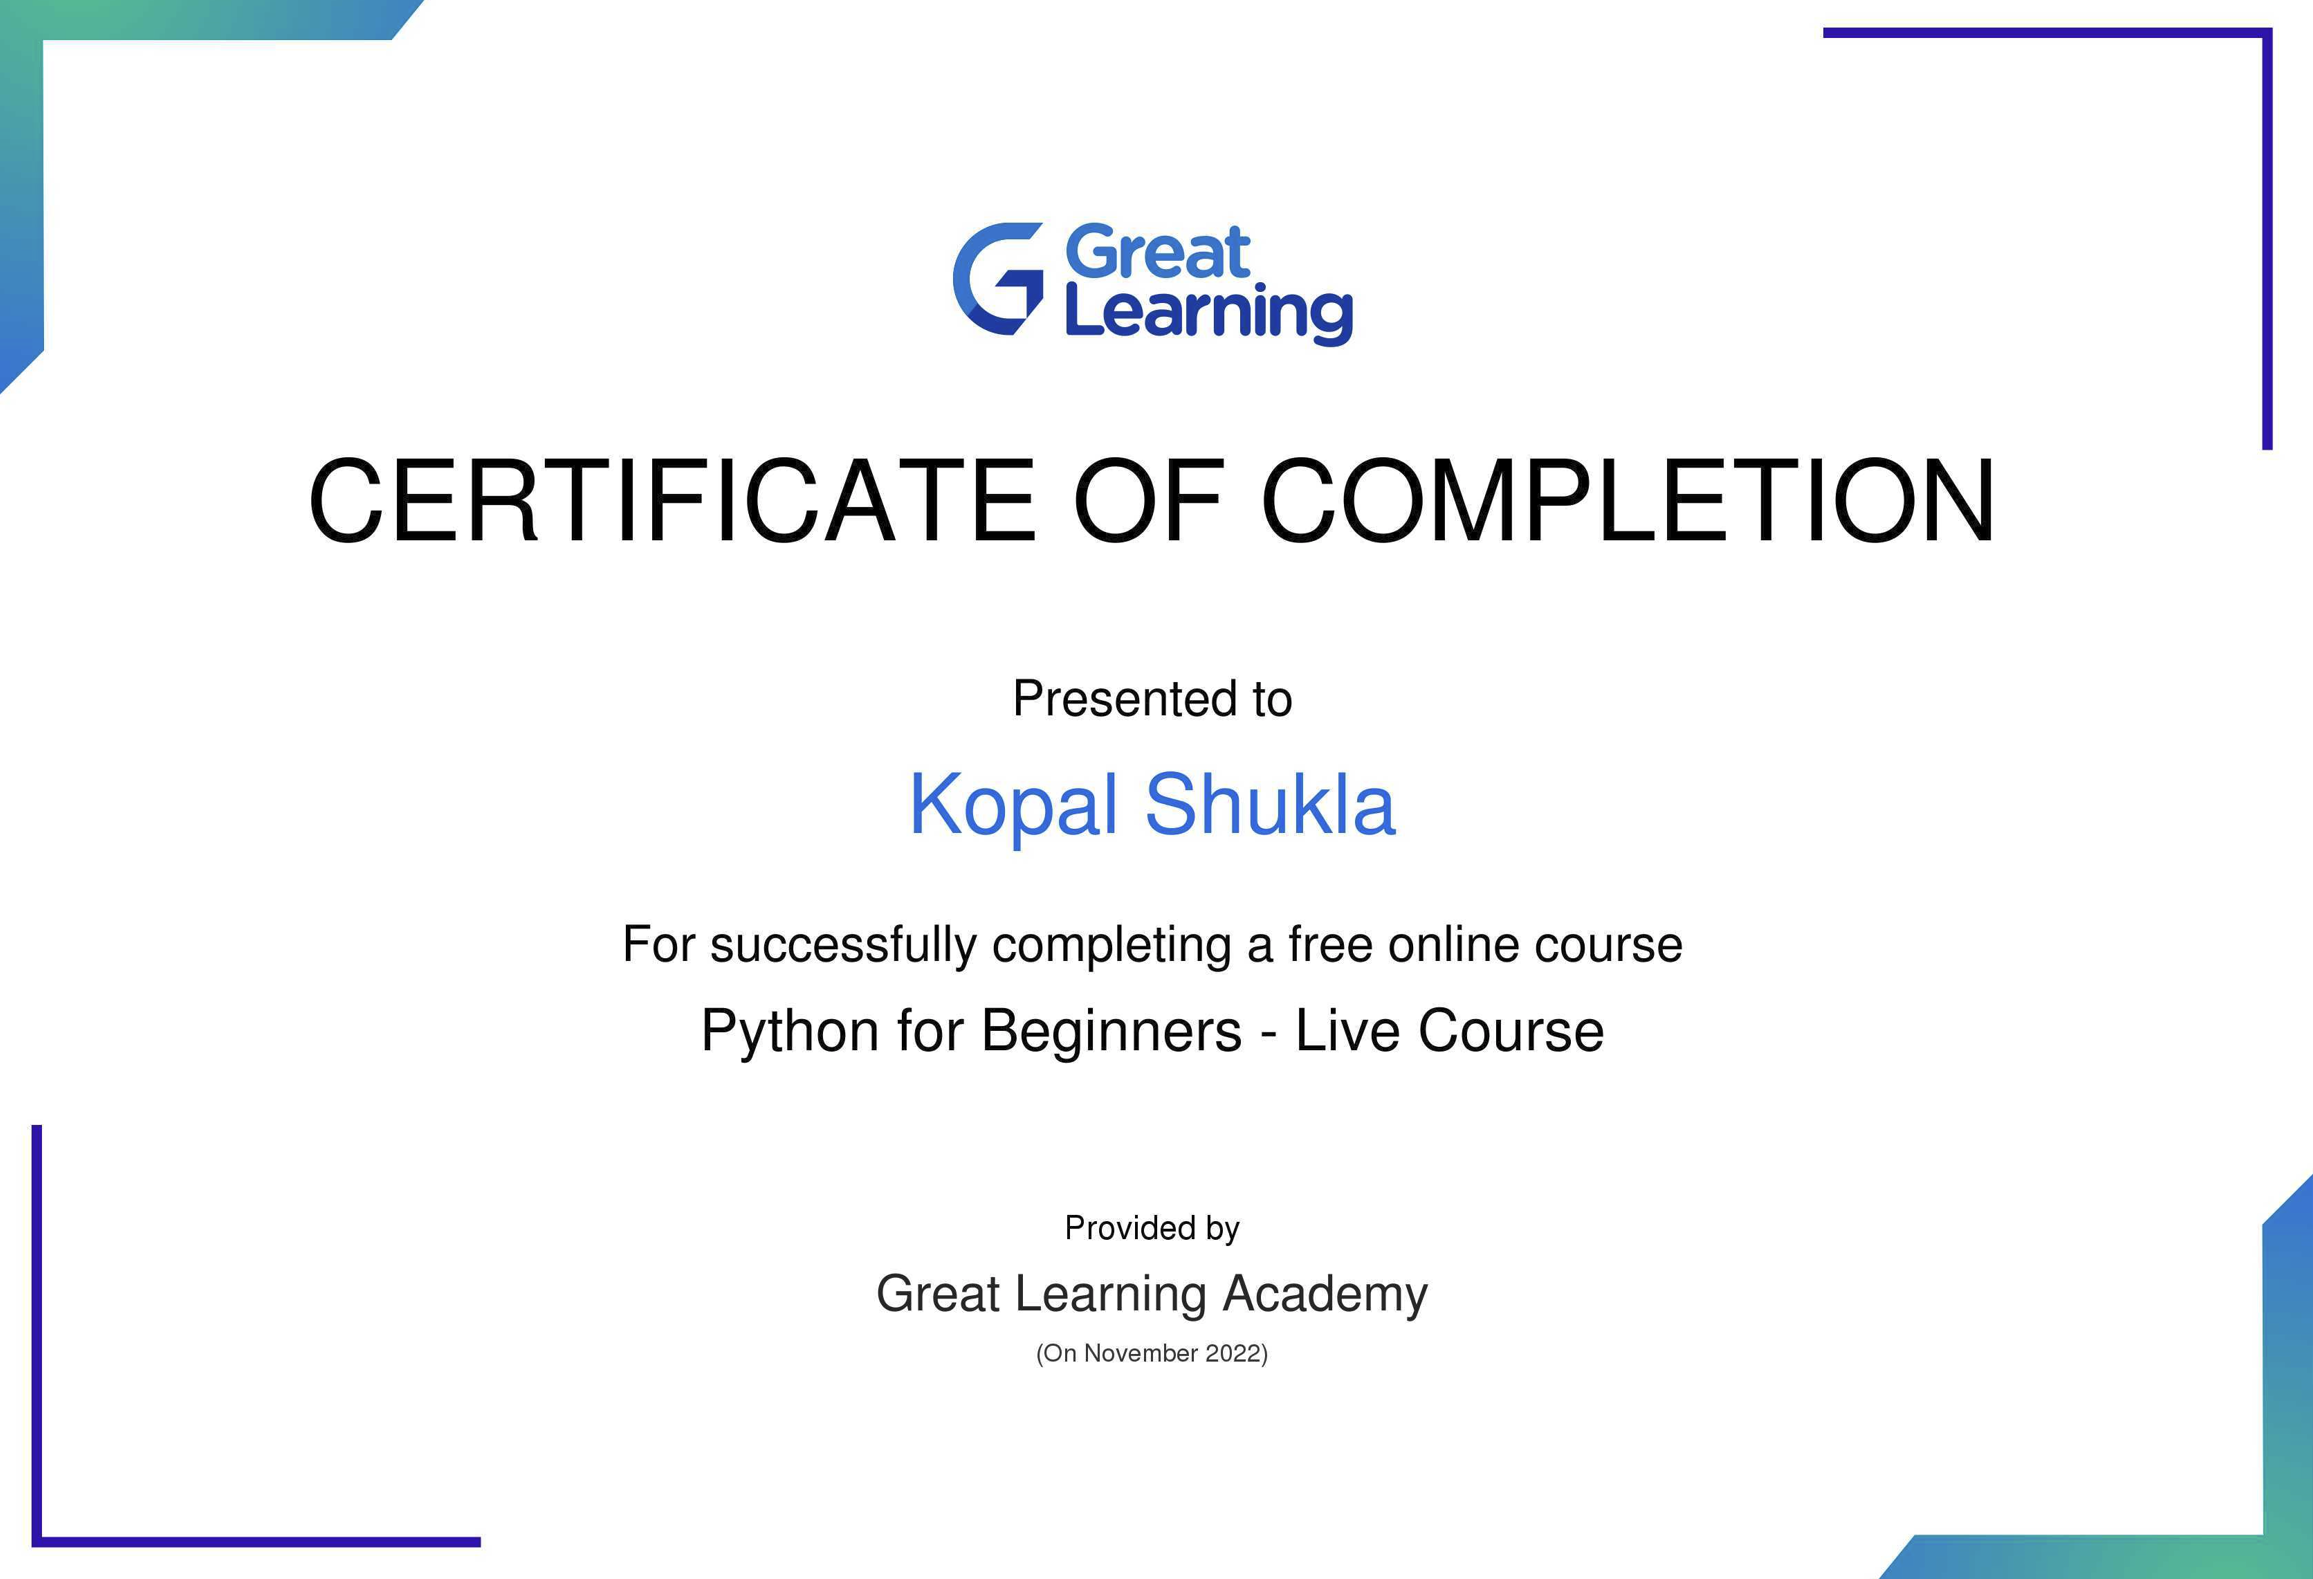 Great
Learning
CERTIFICATE OF COMPLETION
Presented to
Kopal Shukla
For successfully completing a free online course
Python for Beginners - Live Course
Provided by
Great Learning Academy
(On November 2022)